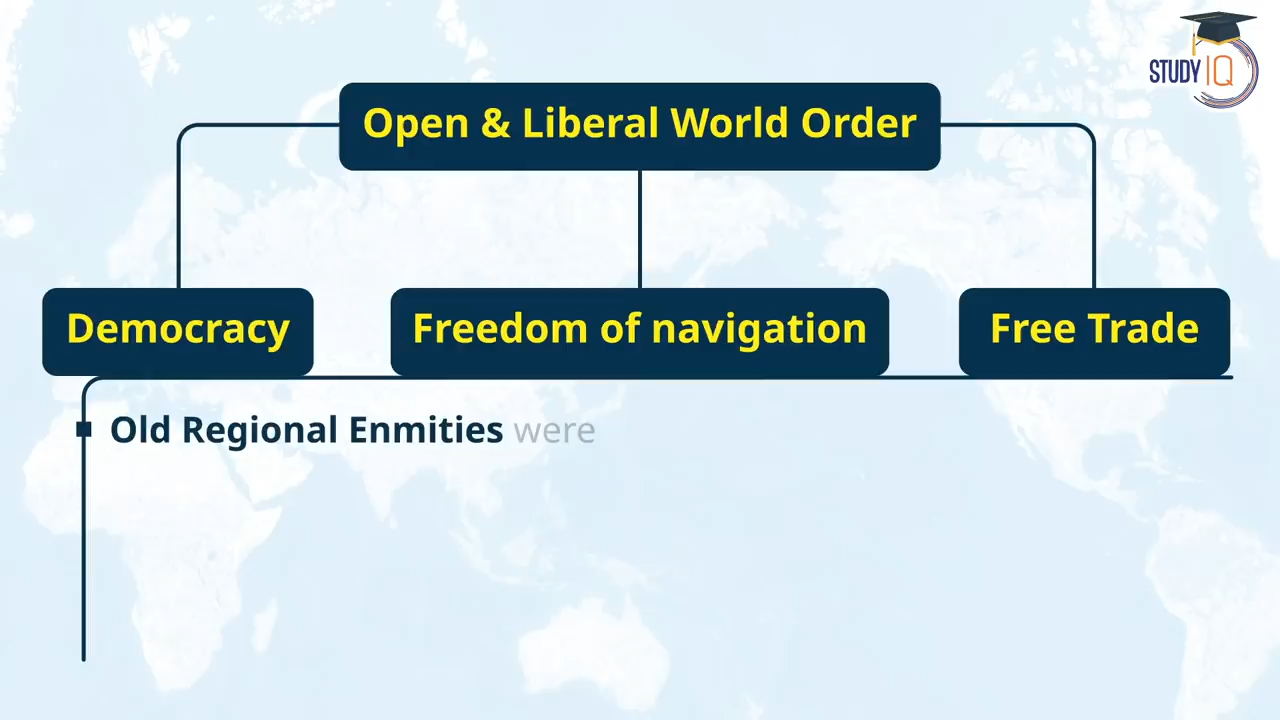 STUDY IQ
Open & Liberal World Order
Democracy
Freedom of navigation
Free Trade
Old Regional Enmities were